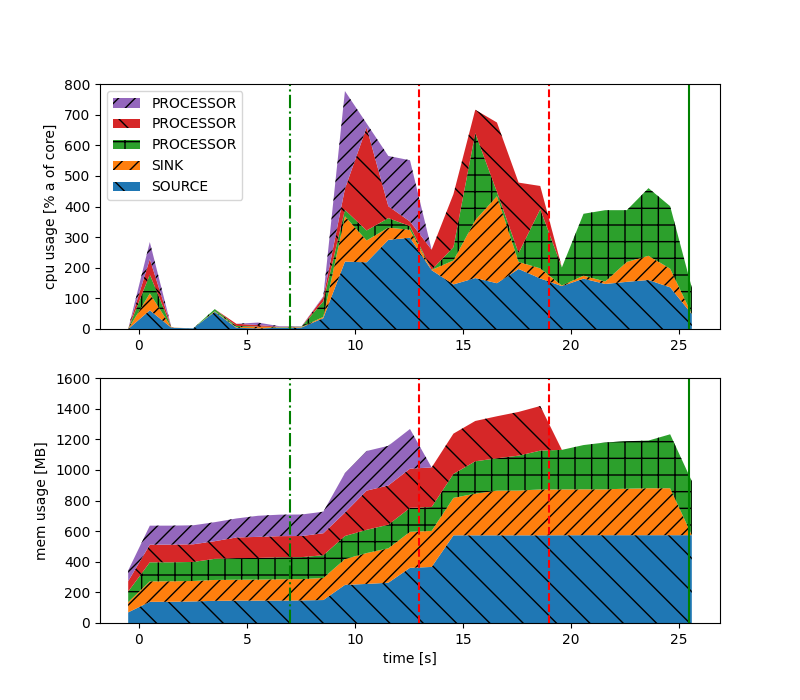 800
700
600
500
400
300
200
100
0
cpu usage [% a of core]
PROCESSOR
PROCESSOR
PROCESSOR
SINK
SOURCE
0 5 10 15 20 25
1600
1400
1200
1000
800
600
400
200
0
mem usage [MB]
0 5 10 15 20 25
time [s]